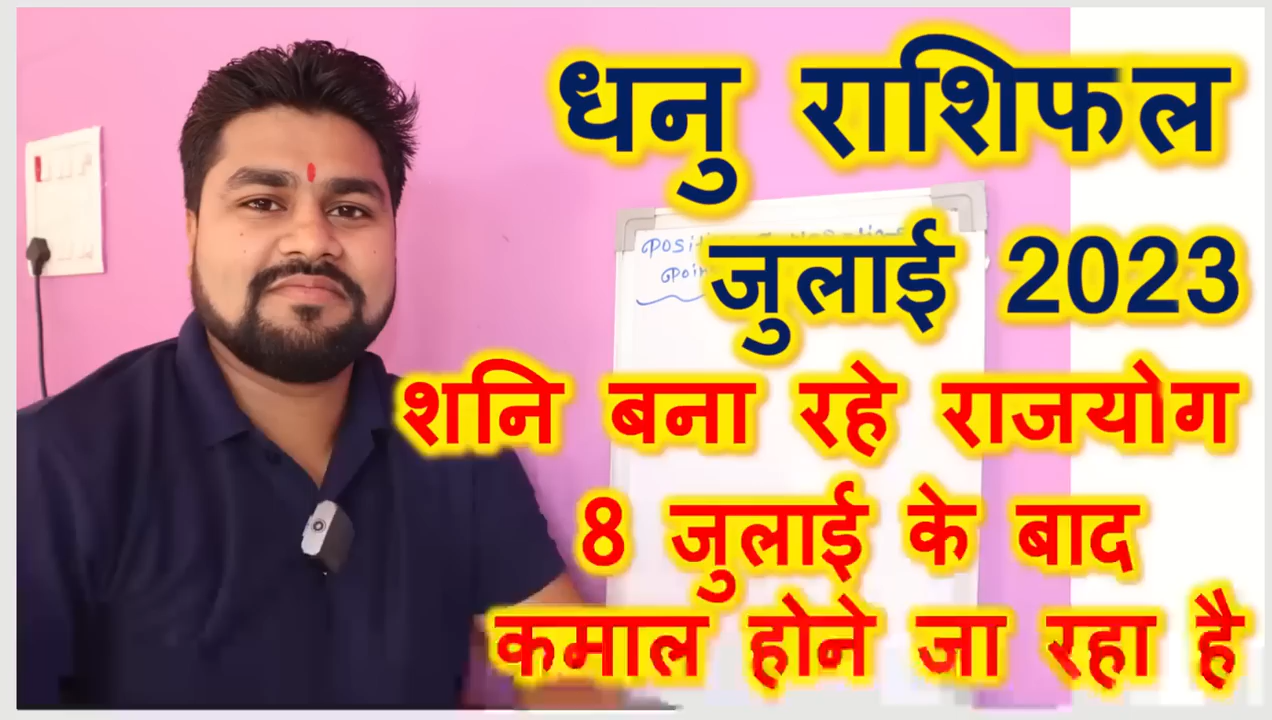 धनु राशिफल
जुलाई 2023
शनि बना रहे राजयोग
8 जुलाई के बाद
कमाल होने जा रहा है